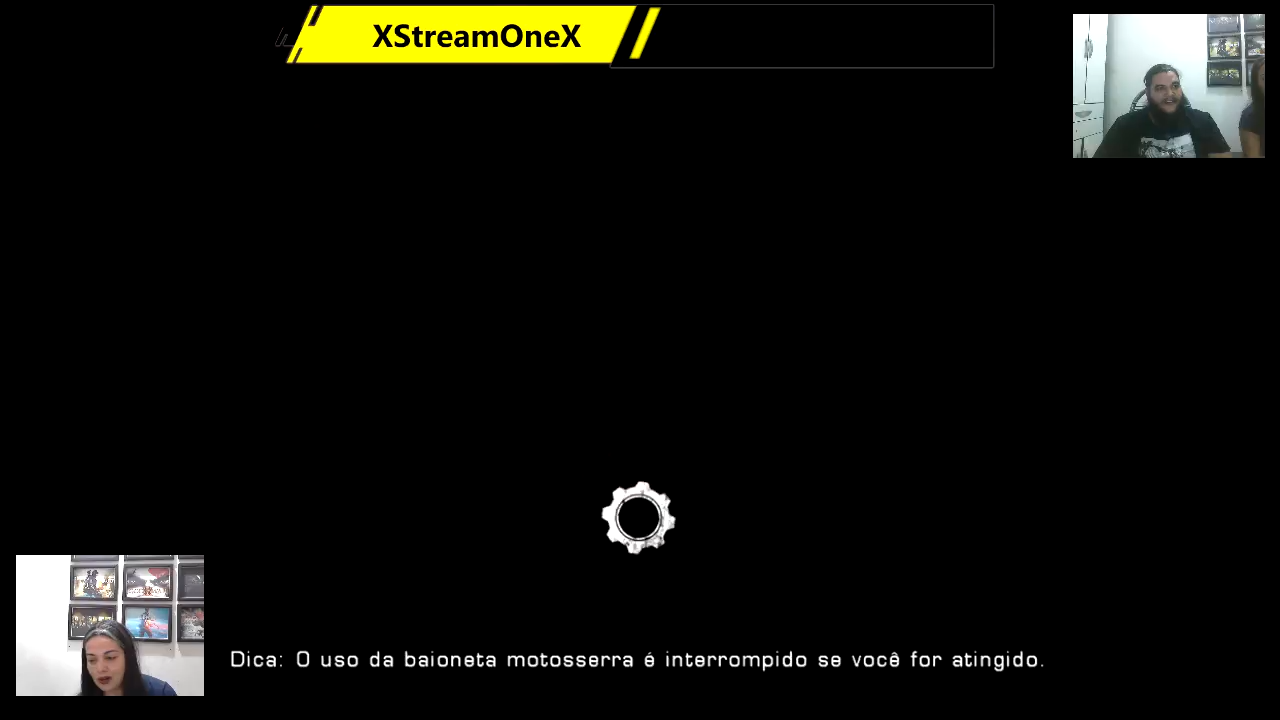 XStreamOneX
Dica: O uso da baioneta motosserra é interrompido se você for atingido.